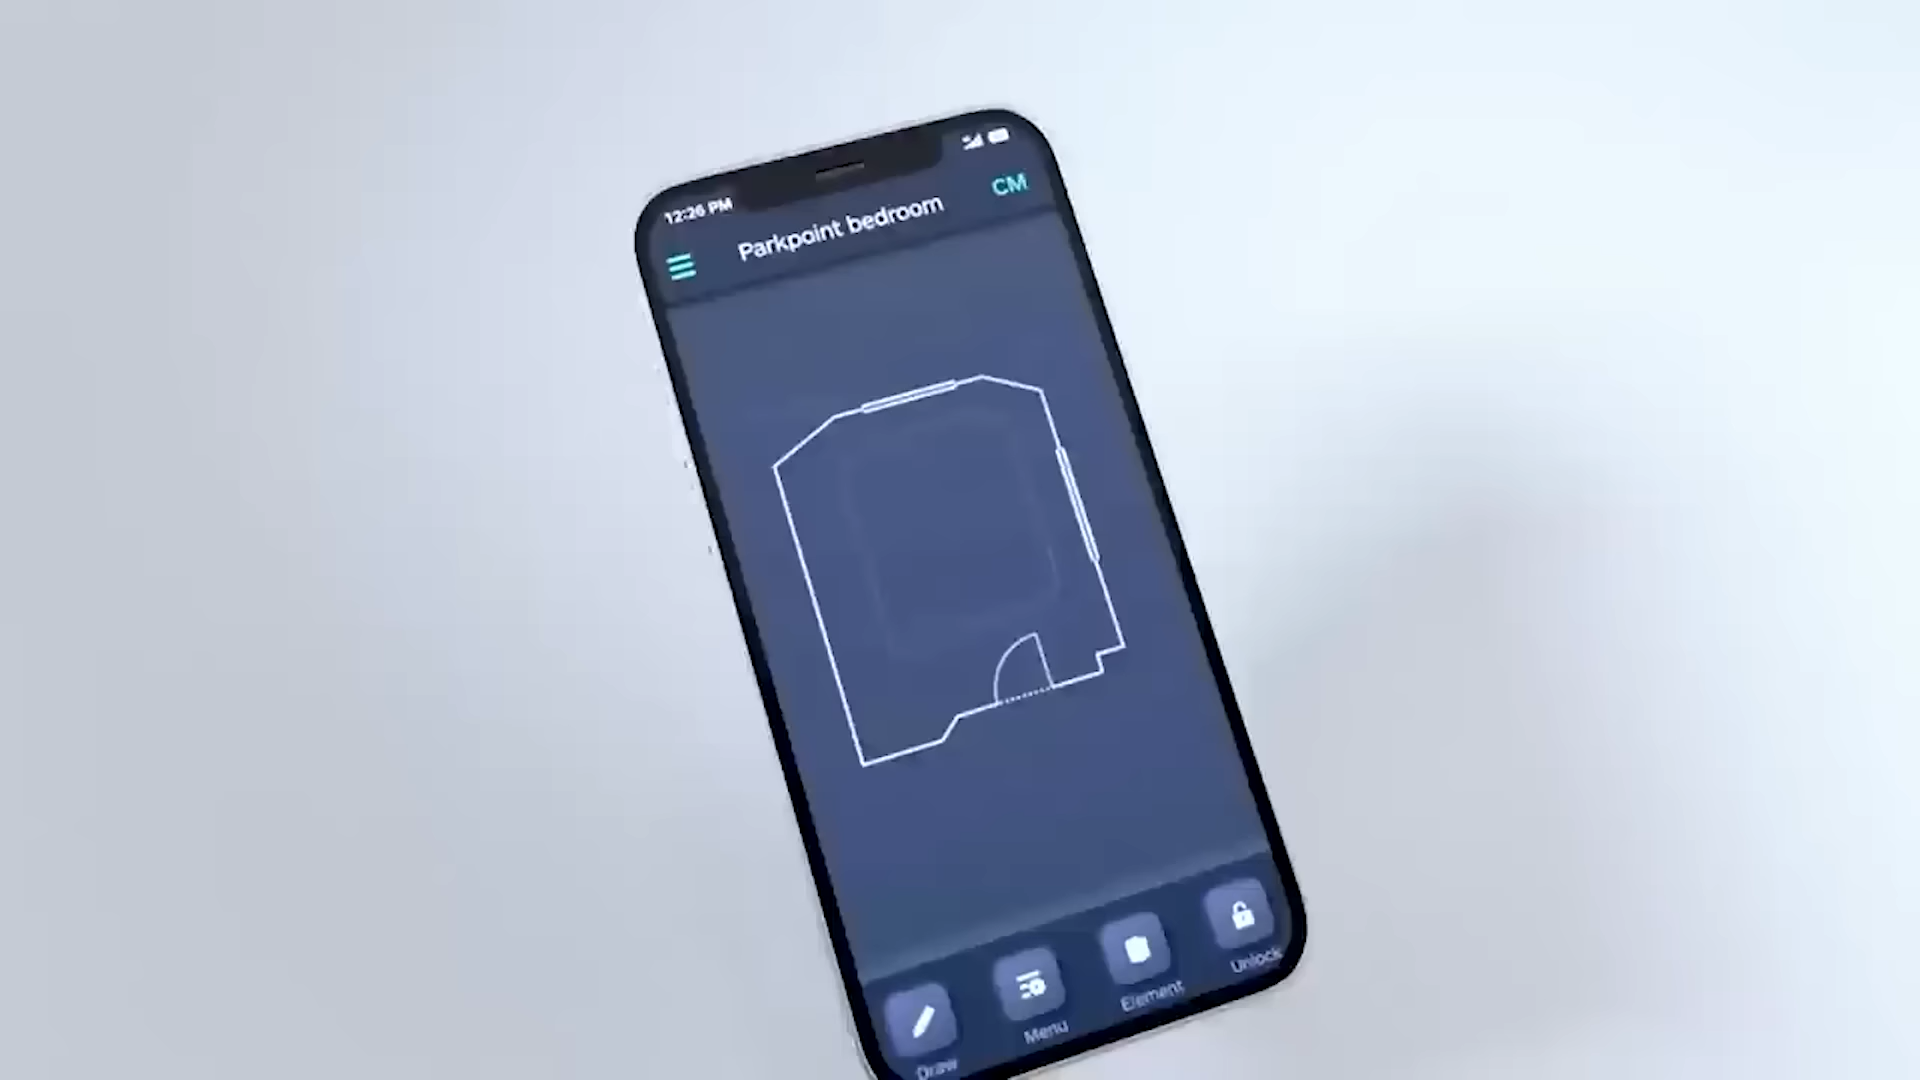 12:26 PM
Parkpoint bedroom
CM
Draw
Menu
Element
Unlock